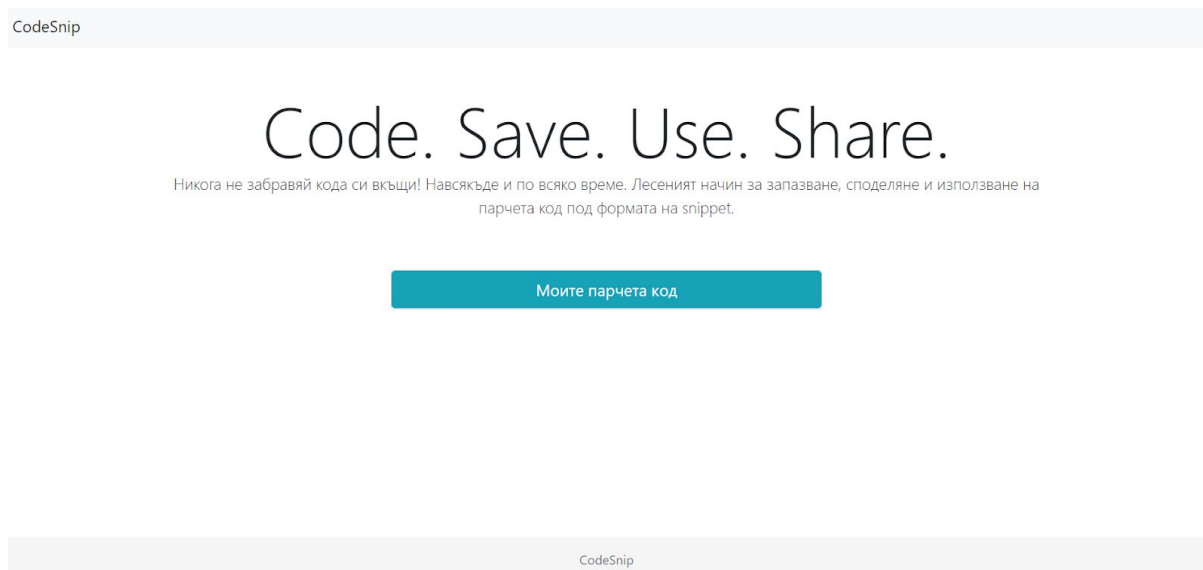 CodeSnip
Code. Save. Use. Share.
Никога не забравяй кода си вкъщи! Навсякъде и по всяко време. Лесеният начин за запазване, споделяне и използване на
парчета код под формата на snippet.
Моите парчета код
CodeSnip